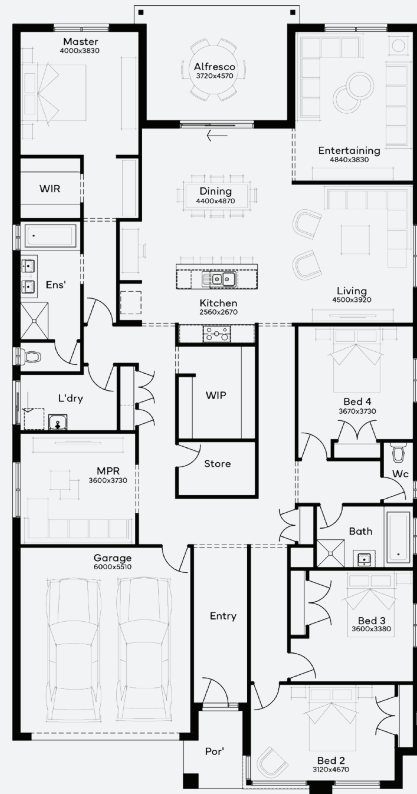 Master
4000x3830
Alfresco
3720x4570
Entertaining
4840x3830
WIR
Dining
4400x4870
Ens'
Living
4500x3920
Kitchen
2560x2670
L'dry
WIP
Bed 4
3670x3730
Store
Wc
MPR
3600x3730
Bath
Garage
6000x5510
Entry
Bed 3
3600x3380
Por'
Bed 2
3120x4670